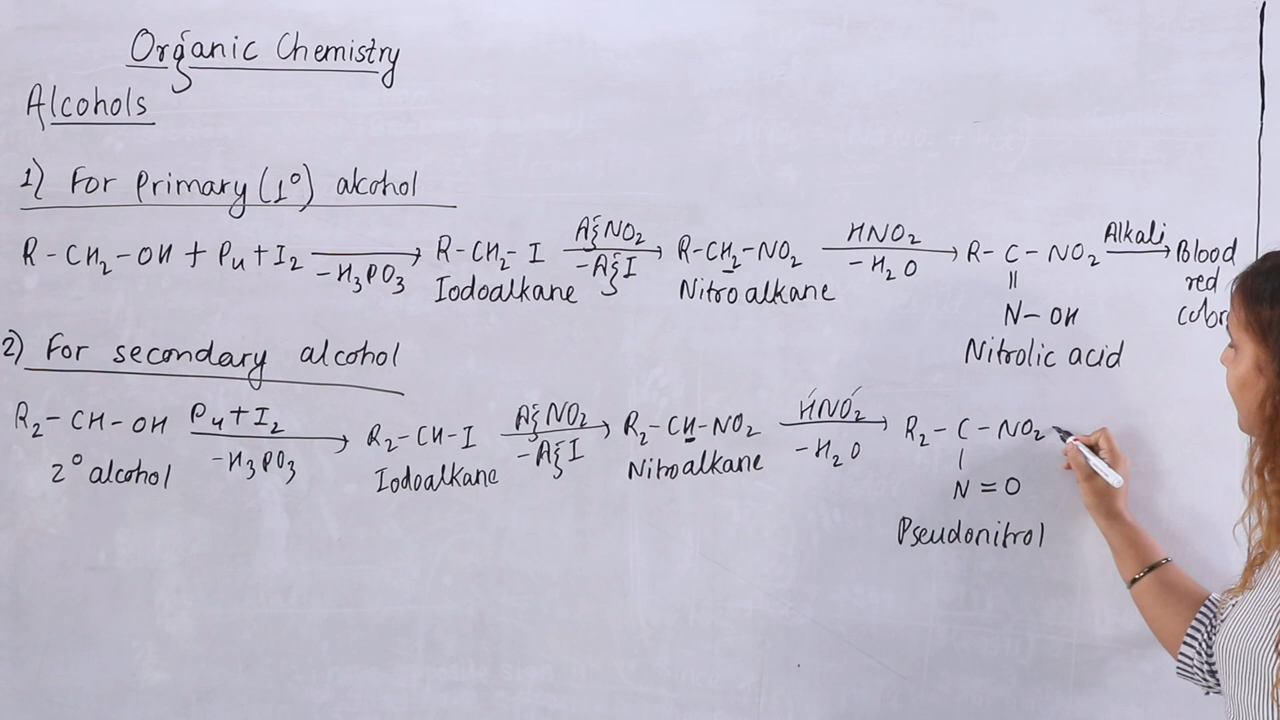 Organic Chemistry
Alcohols
1) For Primary (1°) alcohol
R-CH₂-OH + P₄ + I₂ → -H₃PO₃ R-CH₂-I AgNO₂ → -AgI R-CH₂-NO₂ HNO₂ → -H₂O R-C-NO₂ Alkali → Blood
Iodoalkane Nitroalkane || red
N-OH color
Nitrolic acid
2) For secondary alcohol
R₂-CH-OH P₄+I₂ → -H₃PO₃ R₂-CH-I AgNO₂ → -AgI R₂-CH-NO₂ HNO₂ → -H₂O R₂-C-NO₂
2° alcohol Iodoalkane Nitroalkane |
N=O
Pseudonitrol